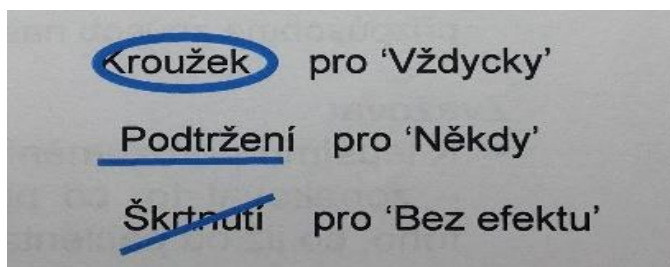 Kroužek pro ‘Vždycky’
Podtržení pro ‘Někdy’
Škrtnutí pro ‘Bez efektu’